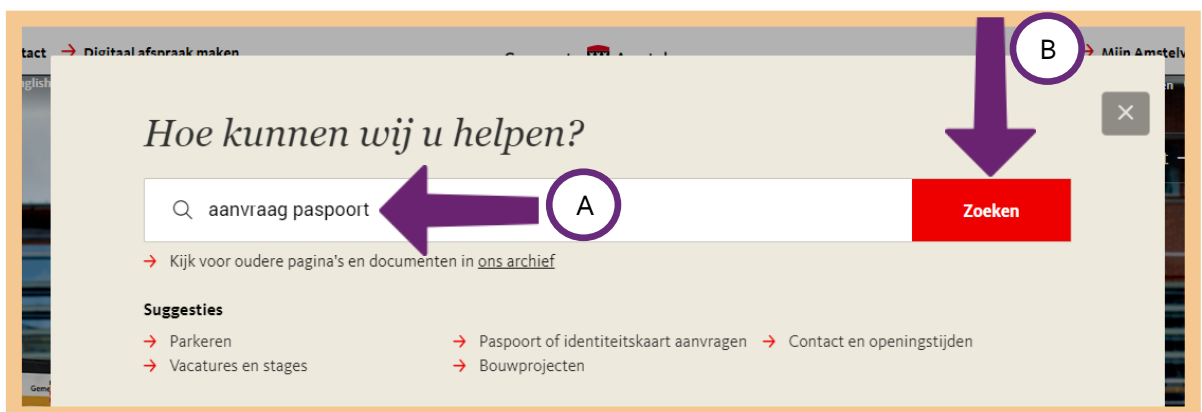 tact → Digitaal afspraak maken
→ Mijn Amstelv
B
Hoe kunnen wij u helpen?
aanvraag paspoort
A
Zoeken
→ Kijk voor oudere pagina's en documenten in ons archief
Suggesties
→ Parkeren → Paspoort of identiteitskaart aanvragen → Contact en openingstijden
→ Vacatures en stages → Bouwprojecten